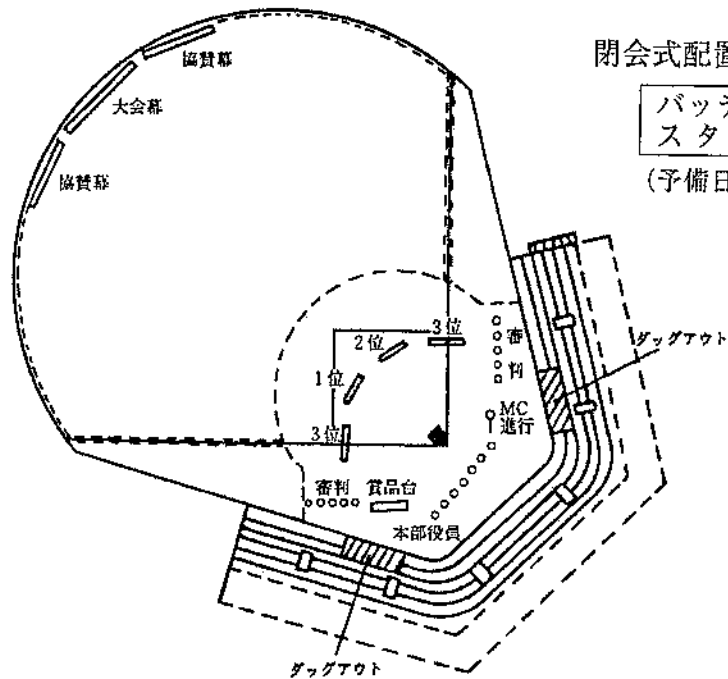 協賛幕
大会幕
協賛幕
閉会式配置
バッテ
スタ
(予備日
3位
2位
1位
3位
審判
ダッグアウト
MC
進行
審判
賞品台
本部役員
ダッグアウト